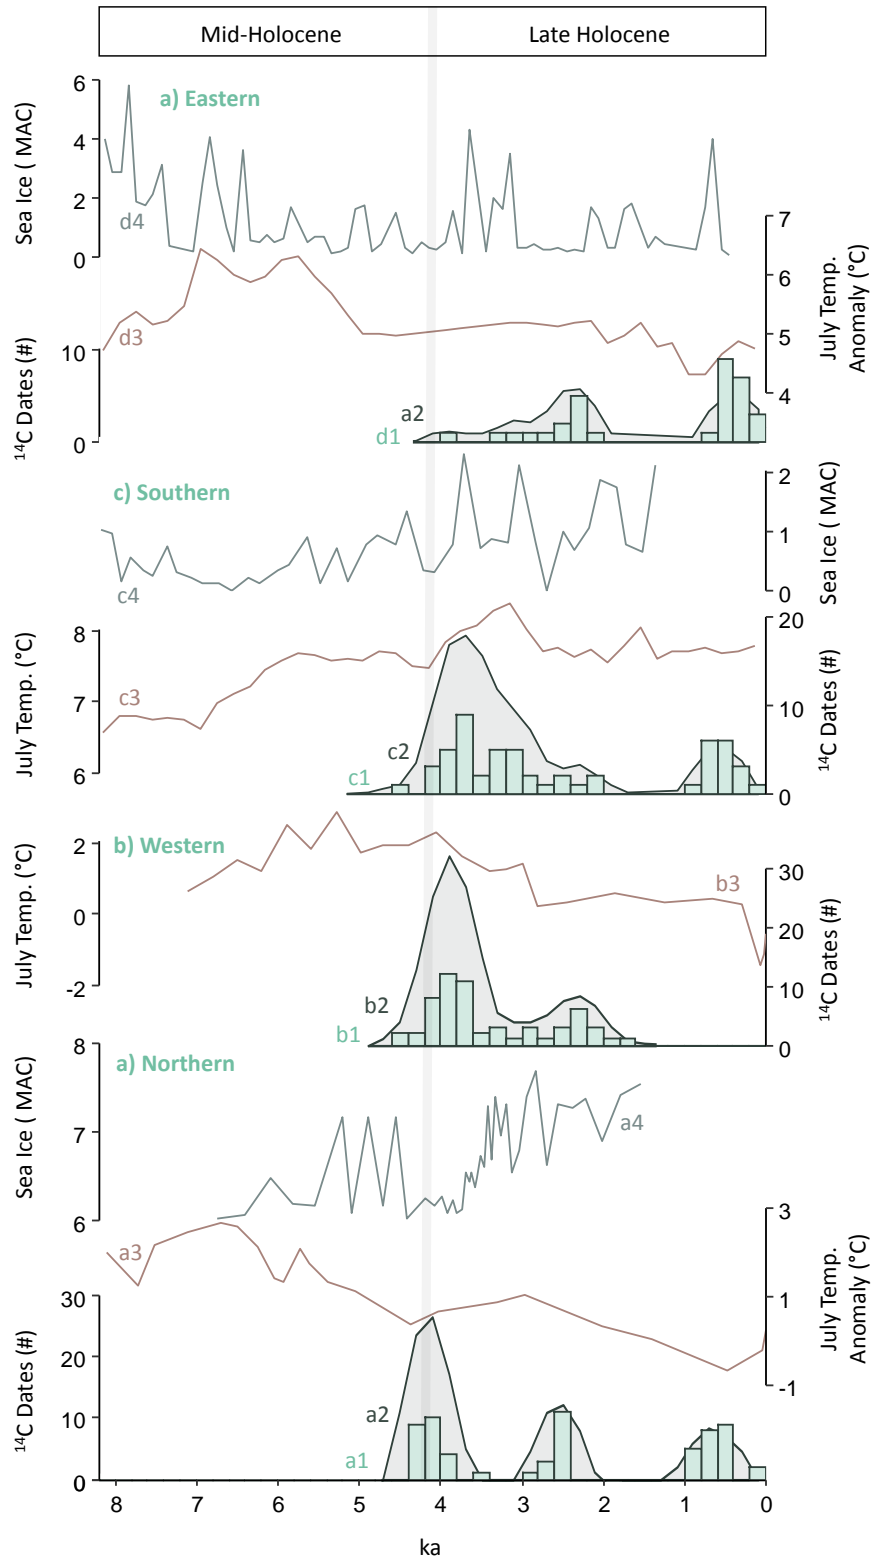 Mid-Holocene Late Holocene
a) Eastern
Sea Ice ( MAC)
6
4
2
0
d4
7
6
5
4
July Temp.
Anomaly (°C)
d3
¹⁴C Dates (#)
10
0
a2
d1
c) Southern
2
1
0
Sea Ice ( MAC)
c4
July Temp. (°C)
8
7
6
20
10
0
¹⁴C Dates (#)
c3
c2
c1
b) Western
July Temp. (°C)
2
0
-2
b3
30
20
10
0
¹⁴C Dates (#)
b2
b1
a) Northern
Sea Ice ( MAC)
8
7
6
a4
3
1
-1
July Temp.
Anomaly (°C)
a3
¹⁴C Dates (#)
30
20
10
0
a2
a1
8 7 6 5 4 3 2 1 0
ka